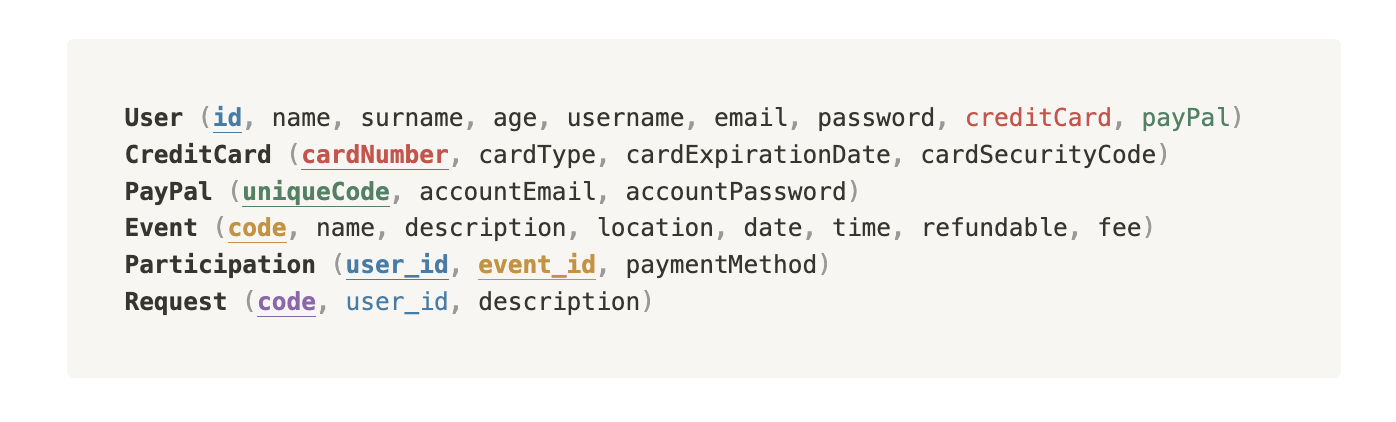 User (id, name, surname, age, username, email, password, creditCard, payPal)
CreditCard (cardNumber, cardType, cardExpirationDate, cardSecurityCode)
PayPal (uniqueCode, accountEmail, accountPassword)
Event (code, name, description, location, date, time, refundable, fee)
Participation (user_id, event_id, paymentMethod)
Request (code, user_id, description)